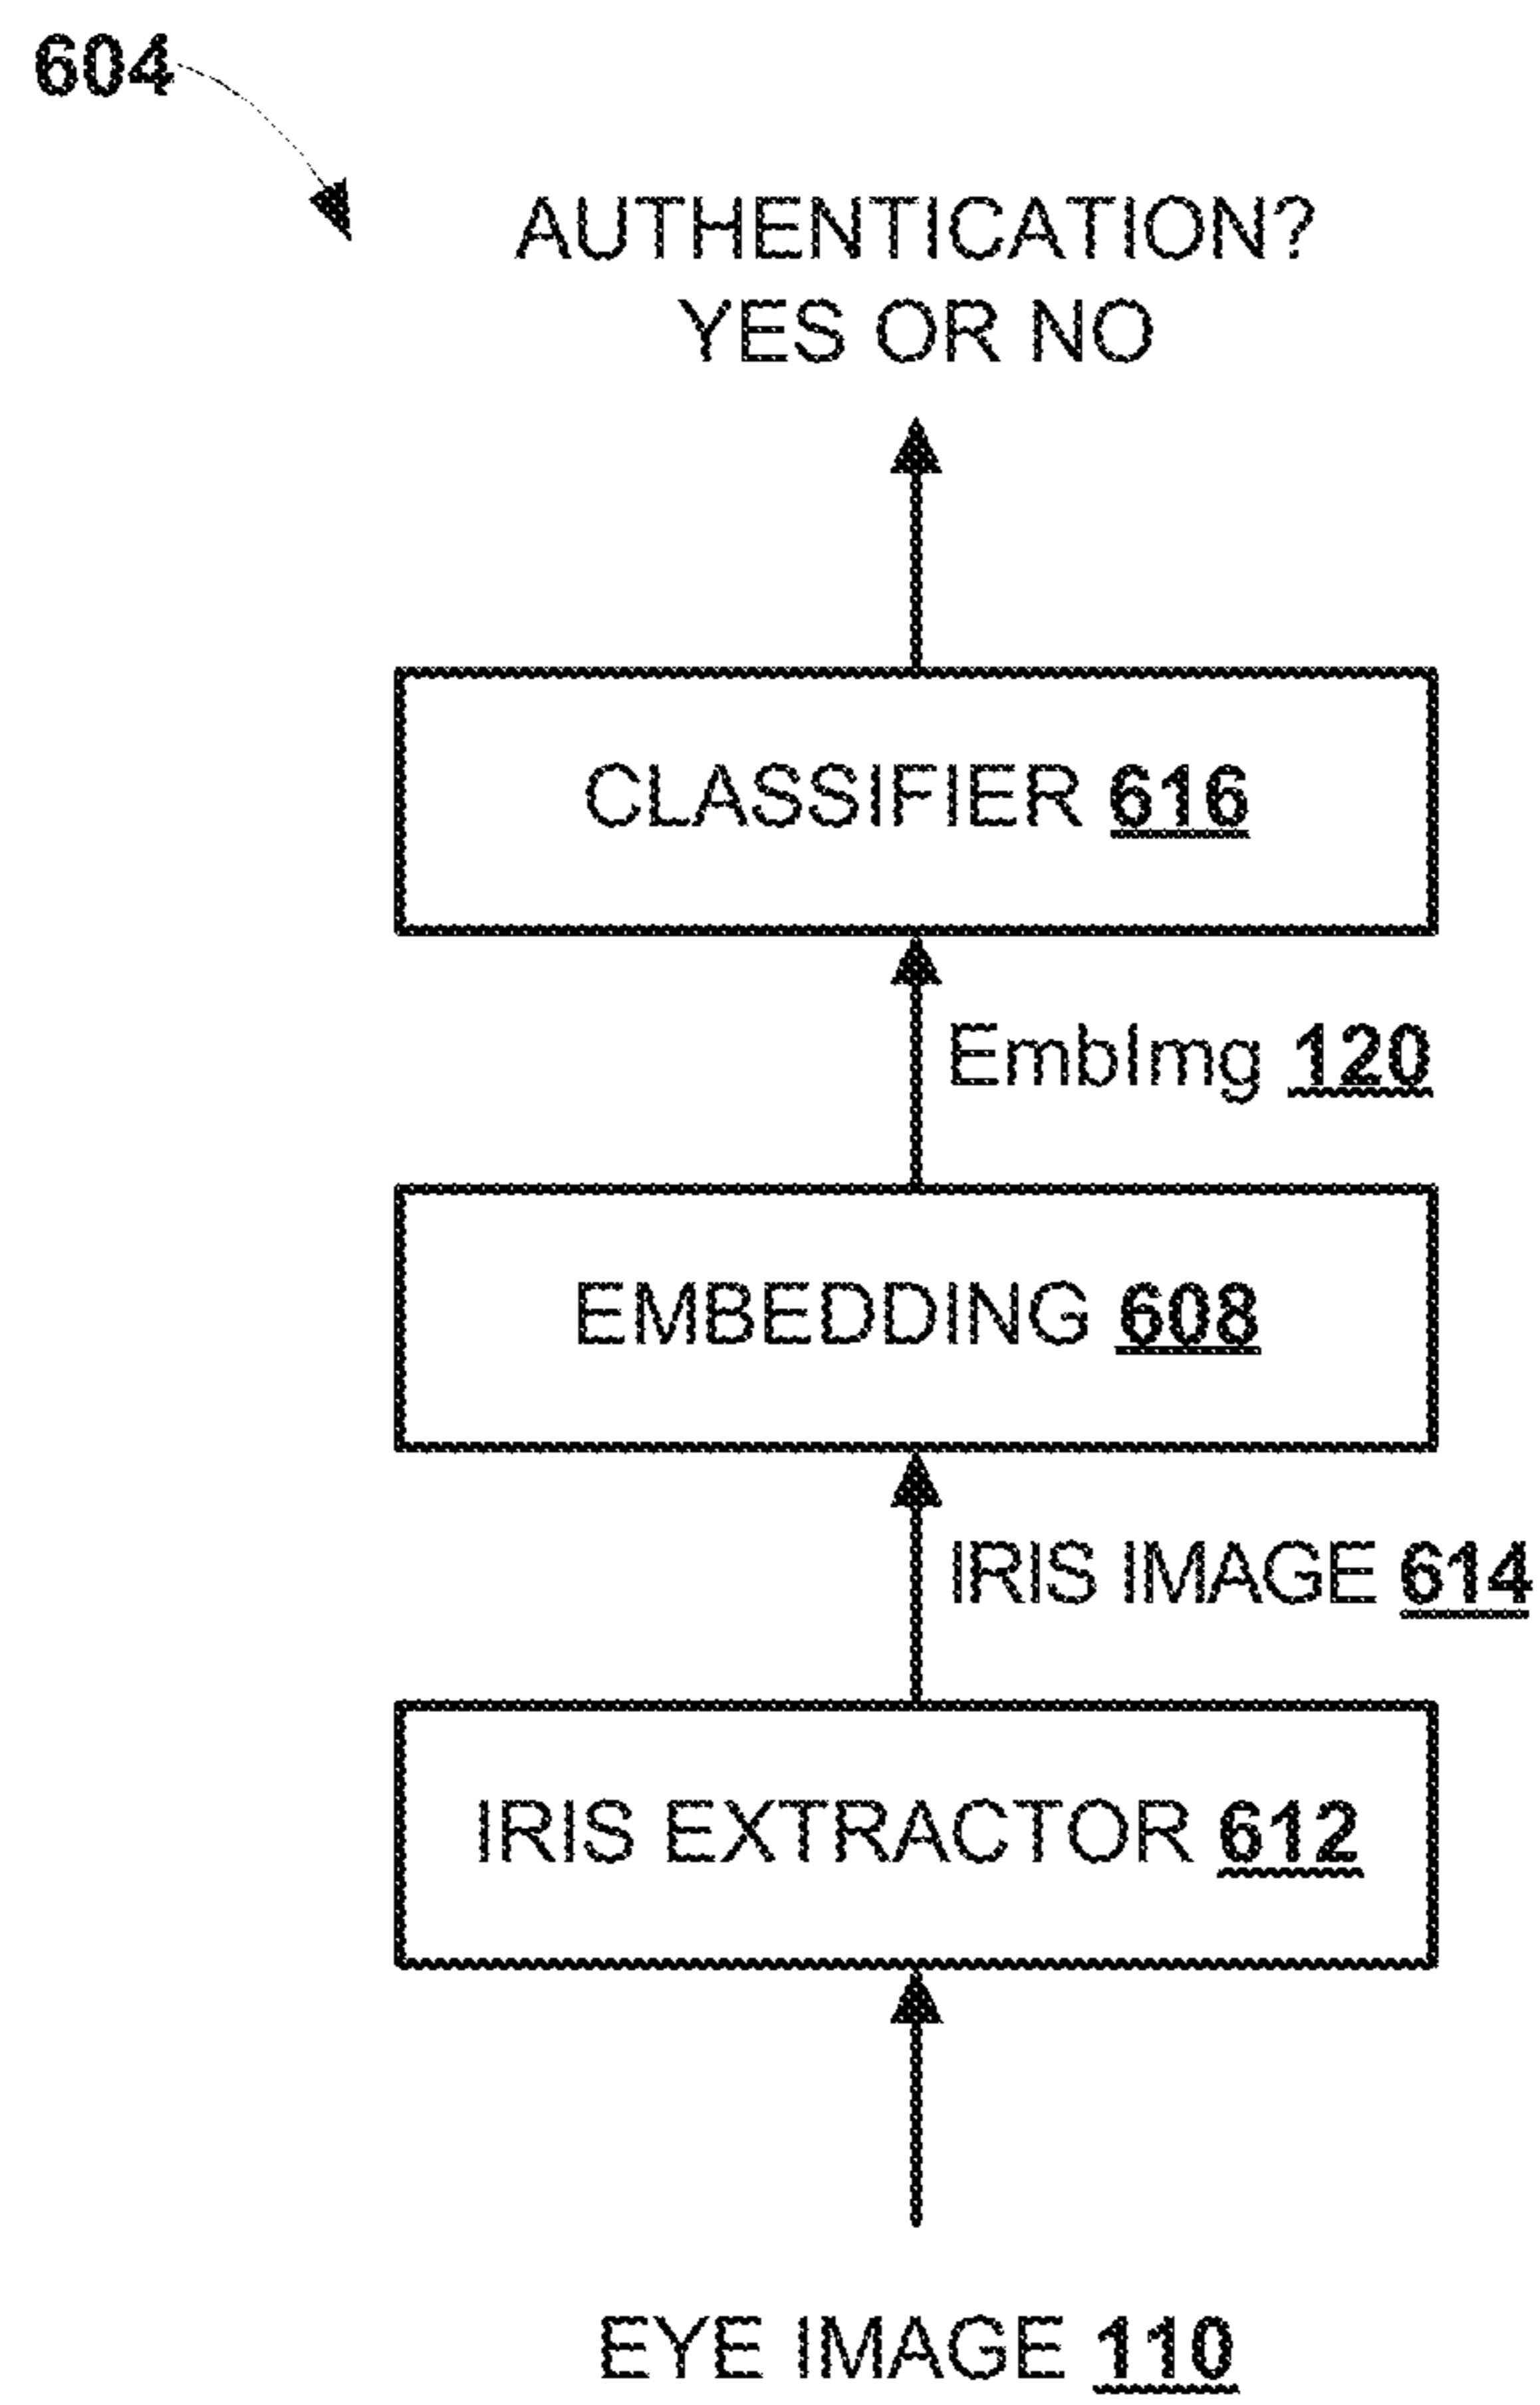 604
AUTHENTICATION?
YES OR NO
CLASSIFIER 616
EmbImg 120
EMBEDDING 608
IRIS IMAGE 614
IRIS EXTRACTOR 612
EYE IMAGE 110